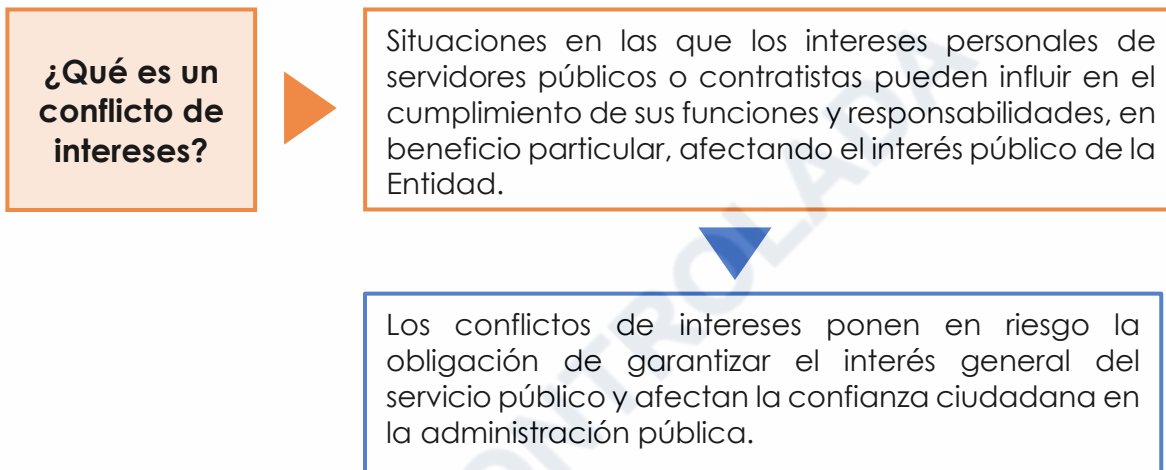 ¿Qué es un
conflicto de
intereses?
Situaciones en las que los intereses personales de
servidores públicos o contratistas pueden influir en el
cumplimiento de sus funciones y responsabilidades, en
beneficio particular, afectando el interés público de la
Entidad.
Los conflictos de intereses ponen en riesgo la
obligación de garantizar el interés general del
servicio público y afectan la confianza ciudadana en
la administración pública.
ONTROLADA